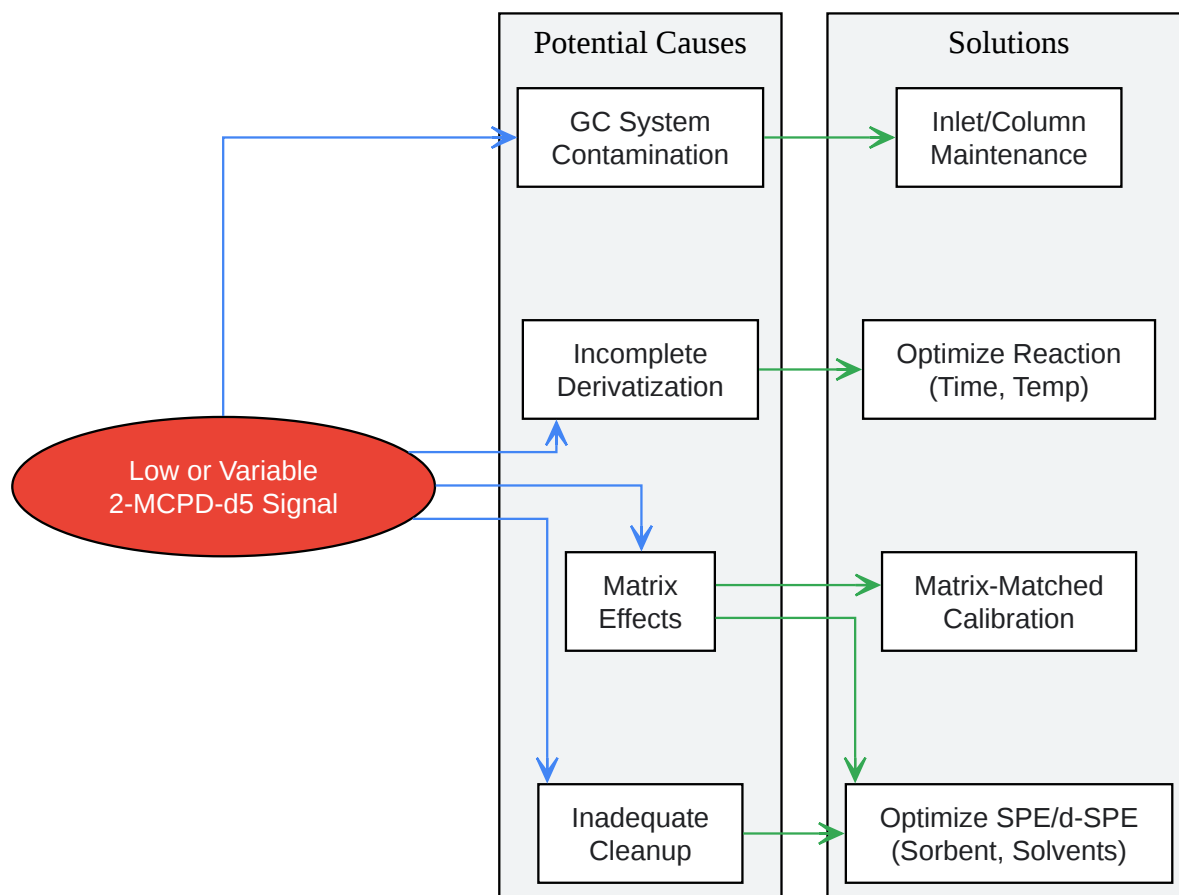 Potential Causes
Solutions
GC System
Contamination
Inlet/Column
Maintenance
Incomplete
Derivatization
Optimize Reaction
(Time, Temp)
Low or Variable
2-MCPD-d5 Signal
Matrix
Effects
Matrix-Matched
Calibration
Inadequate
Cleanup
Optimize SPE/d-SPE
(Sorbent, Solvents)